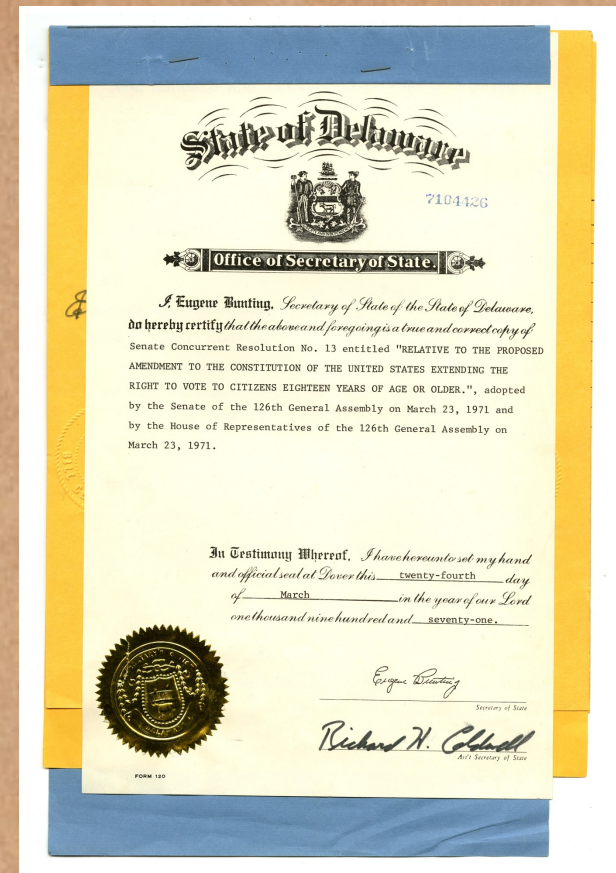 State of Delaware
7104426
Office of Secretary of State.
I Eugene Bunting, Secretary of State of the State of Delaware,
do hereby certify that the above and foregoing is a true and correct copy of
Senate Concurrent Resolution No. 13 entitled "RELATIVE TO THE PROPOSED
AMENDMENT TO THE CONSTITUTION OF THE UNITED STATES EXTENDING THE
RIGHT TO VOTE TO CITIZENS EIGHTEEN YEARS OF AGE OR OLDER.", adopted
by the Senate of the 126th General Assembly on March 23, 1971 and
by the House of Representatives of the 126th General Assembly on
March 23, 1971.
In Testimony Whereof, I have hereunto set my hand
and official seal at Dover this twenty-fourth day
of March in the year of our Lord
one thousand nine hundred and seventy-one.
Eugene Bunting
Secretary of State
Richard H. Caldwell
Ass't Secretary of State
FORM 120